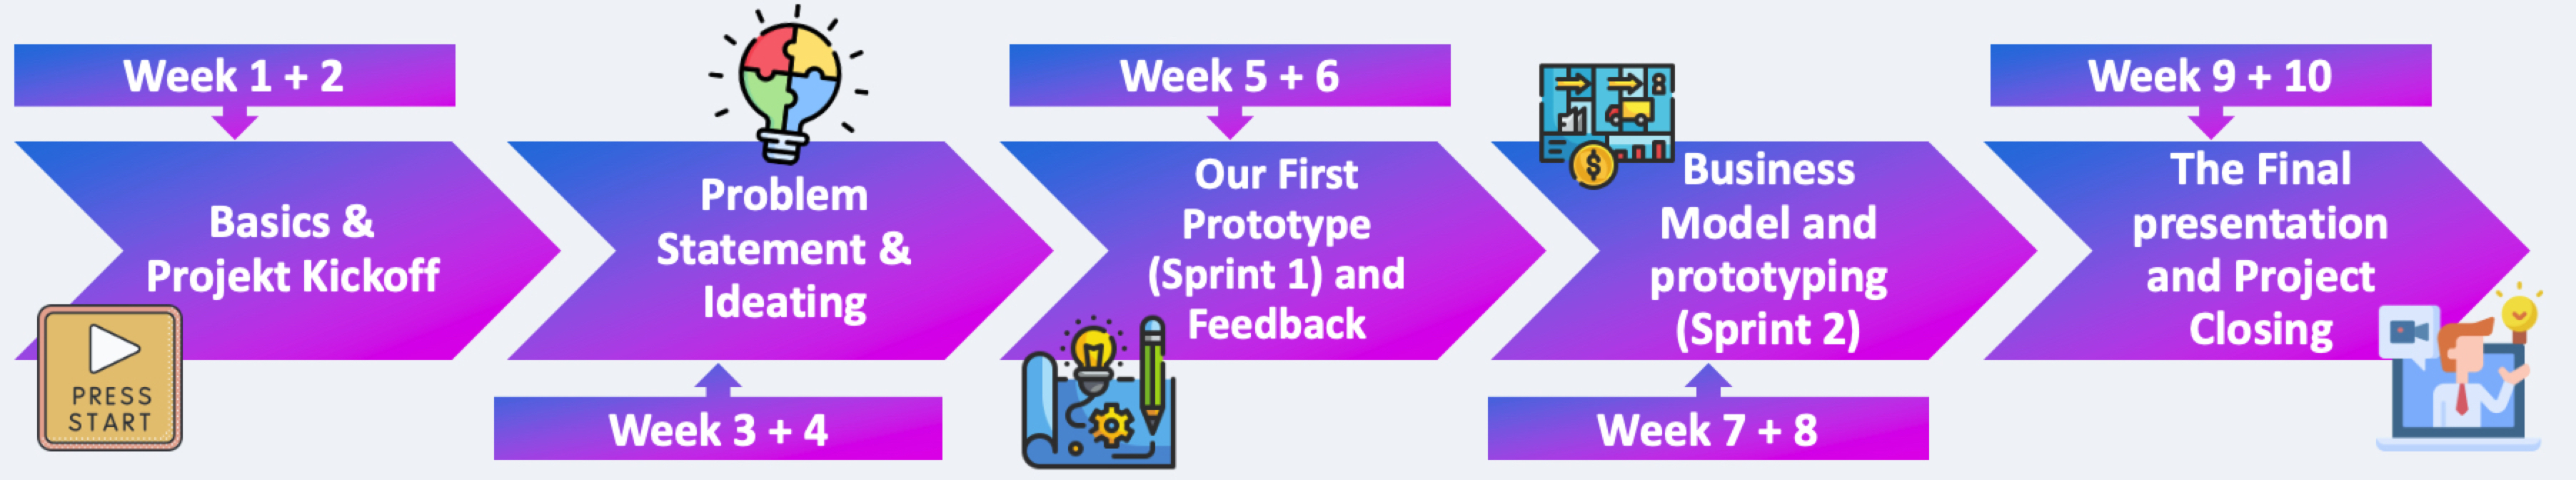 Week 1 + 2
Basics &
Projekt Kickoff
PRESS
START
Problem
Statement &
Ideating
Week 3 + 4
Week 5 + 6
Our First
Prototype
(Sprint 1) and
Feedback
Business
Model and
prototyping
(Sprint 2)
Week 7 + 8
Week 9 + 10
The Final
presentation
and Project
Closing